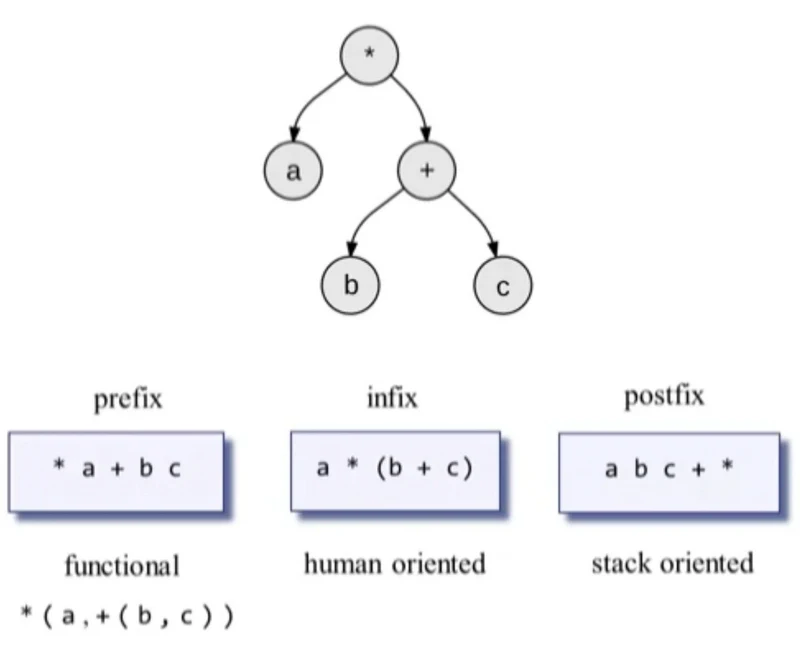 *
a
+
b
c
prefix
infix
postfix
* a + b c
a * (b + c)
a b c + *
functional
human oriented
stack oriented
*(a,+(b,c))